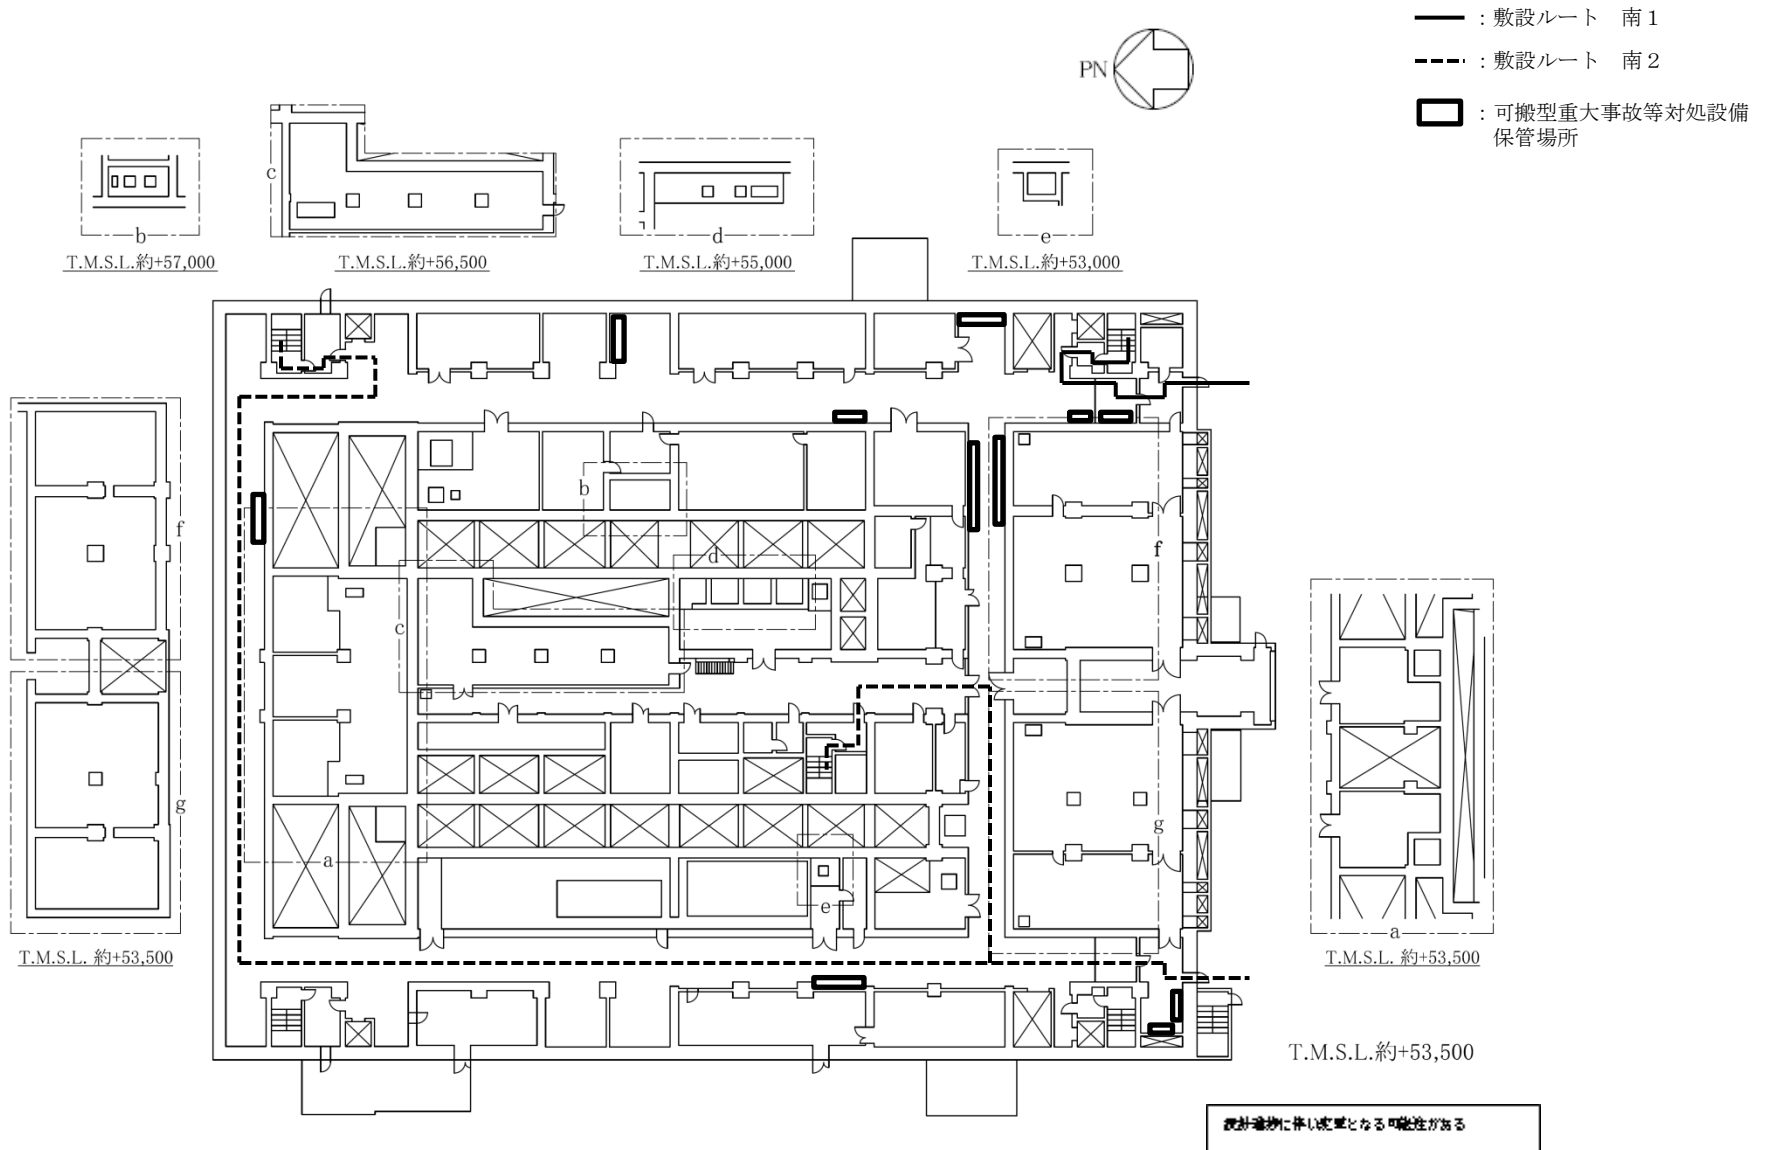 ：敷設ルート　南１
：敷設ルート　南２
：可搬型重大事故等対処設備
保管場所
PN
b
T.M.S.L.約+57,000
c
T.M.S.L.約+56,500
d
T.M.S.L.約+55,000
e
T.M.S.L.約+53,000
f
g
T.M.S.L. 約+53,500
b
d
c
a
e
f
g
a
T.M.S.L. 約+53,500
T.M.S.L.約+53,500
設計進捗に伴い変更となる可能性がある